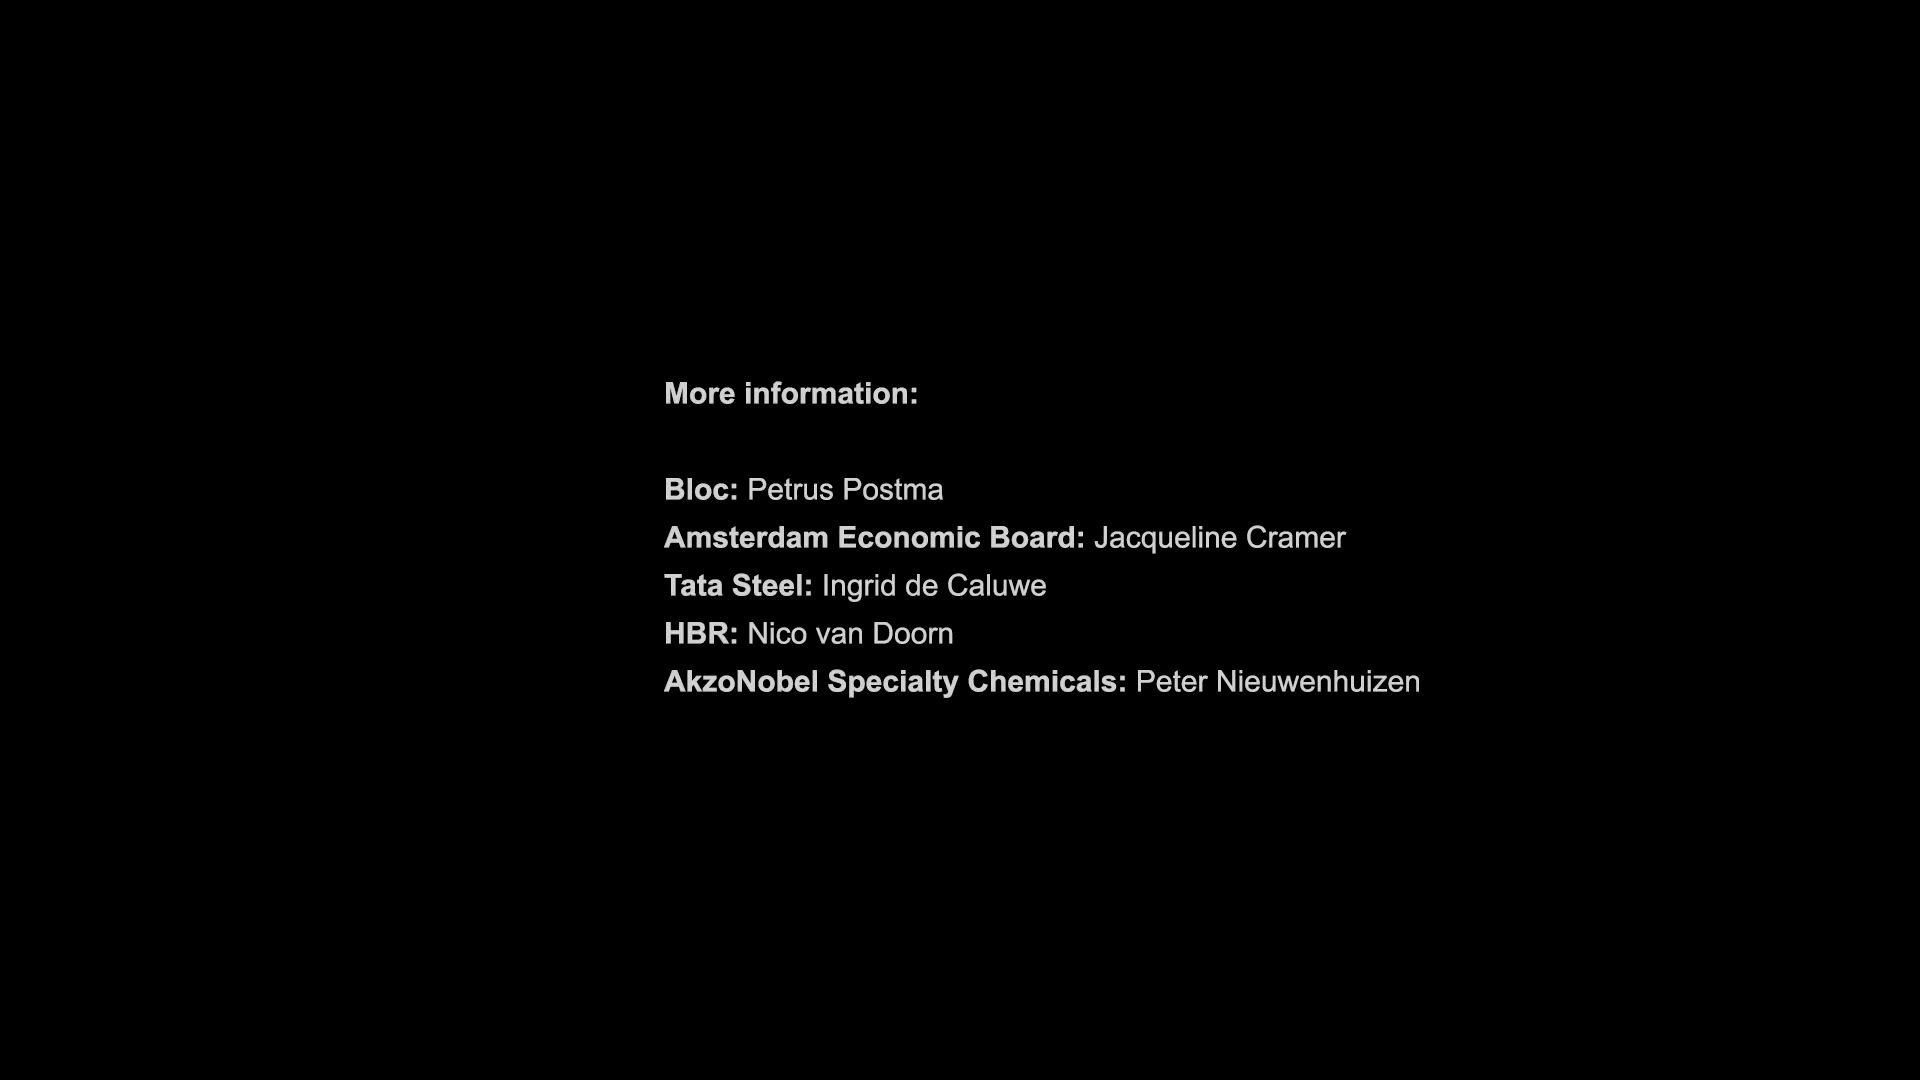 More information:
Bloc: Petrus Postma
Amsterdam Economic Board: Jacqueline Cramer
Tata Steel: Ingrid de Caluwe
HBR: Nico van Doorn
AkzoNobel Specialty Chemicals: Peter Nieuwenhuizen